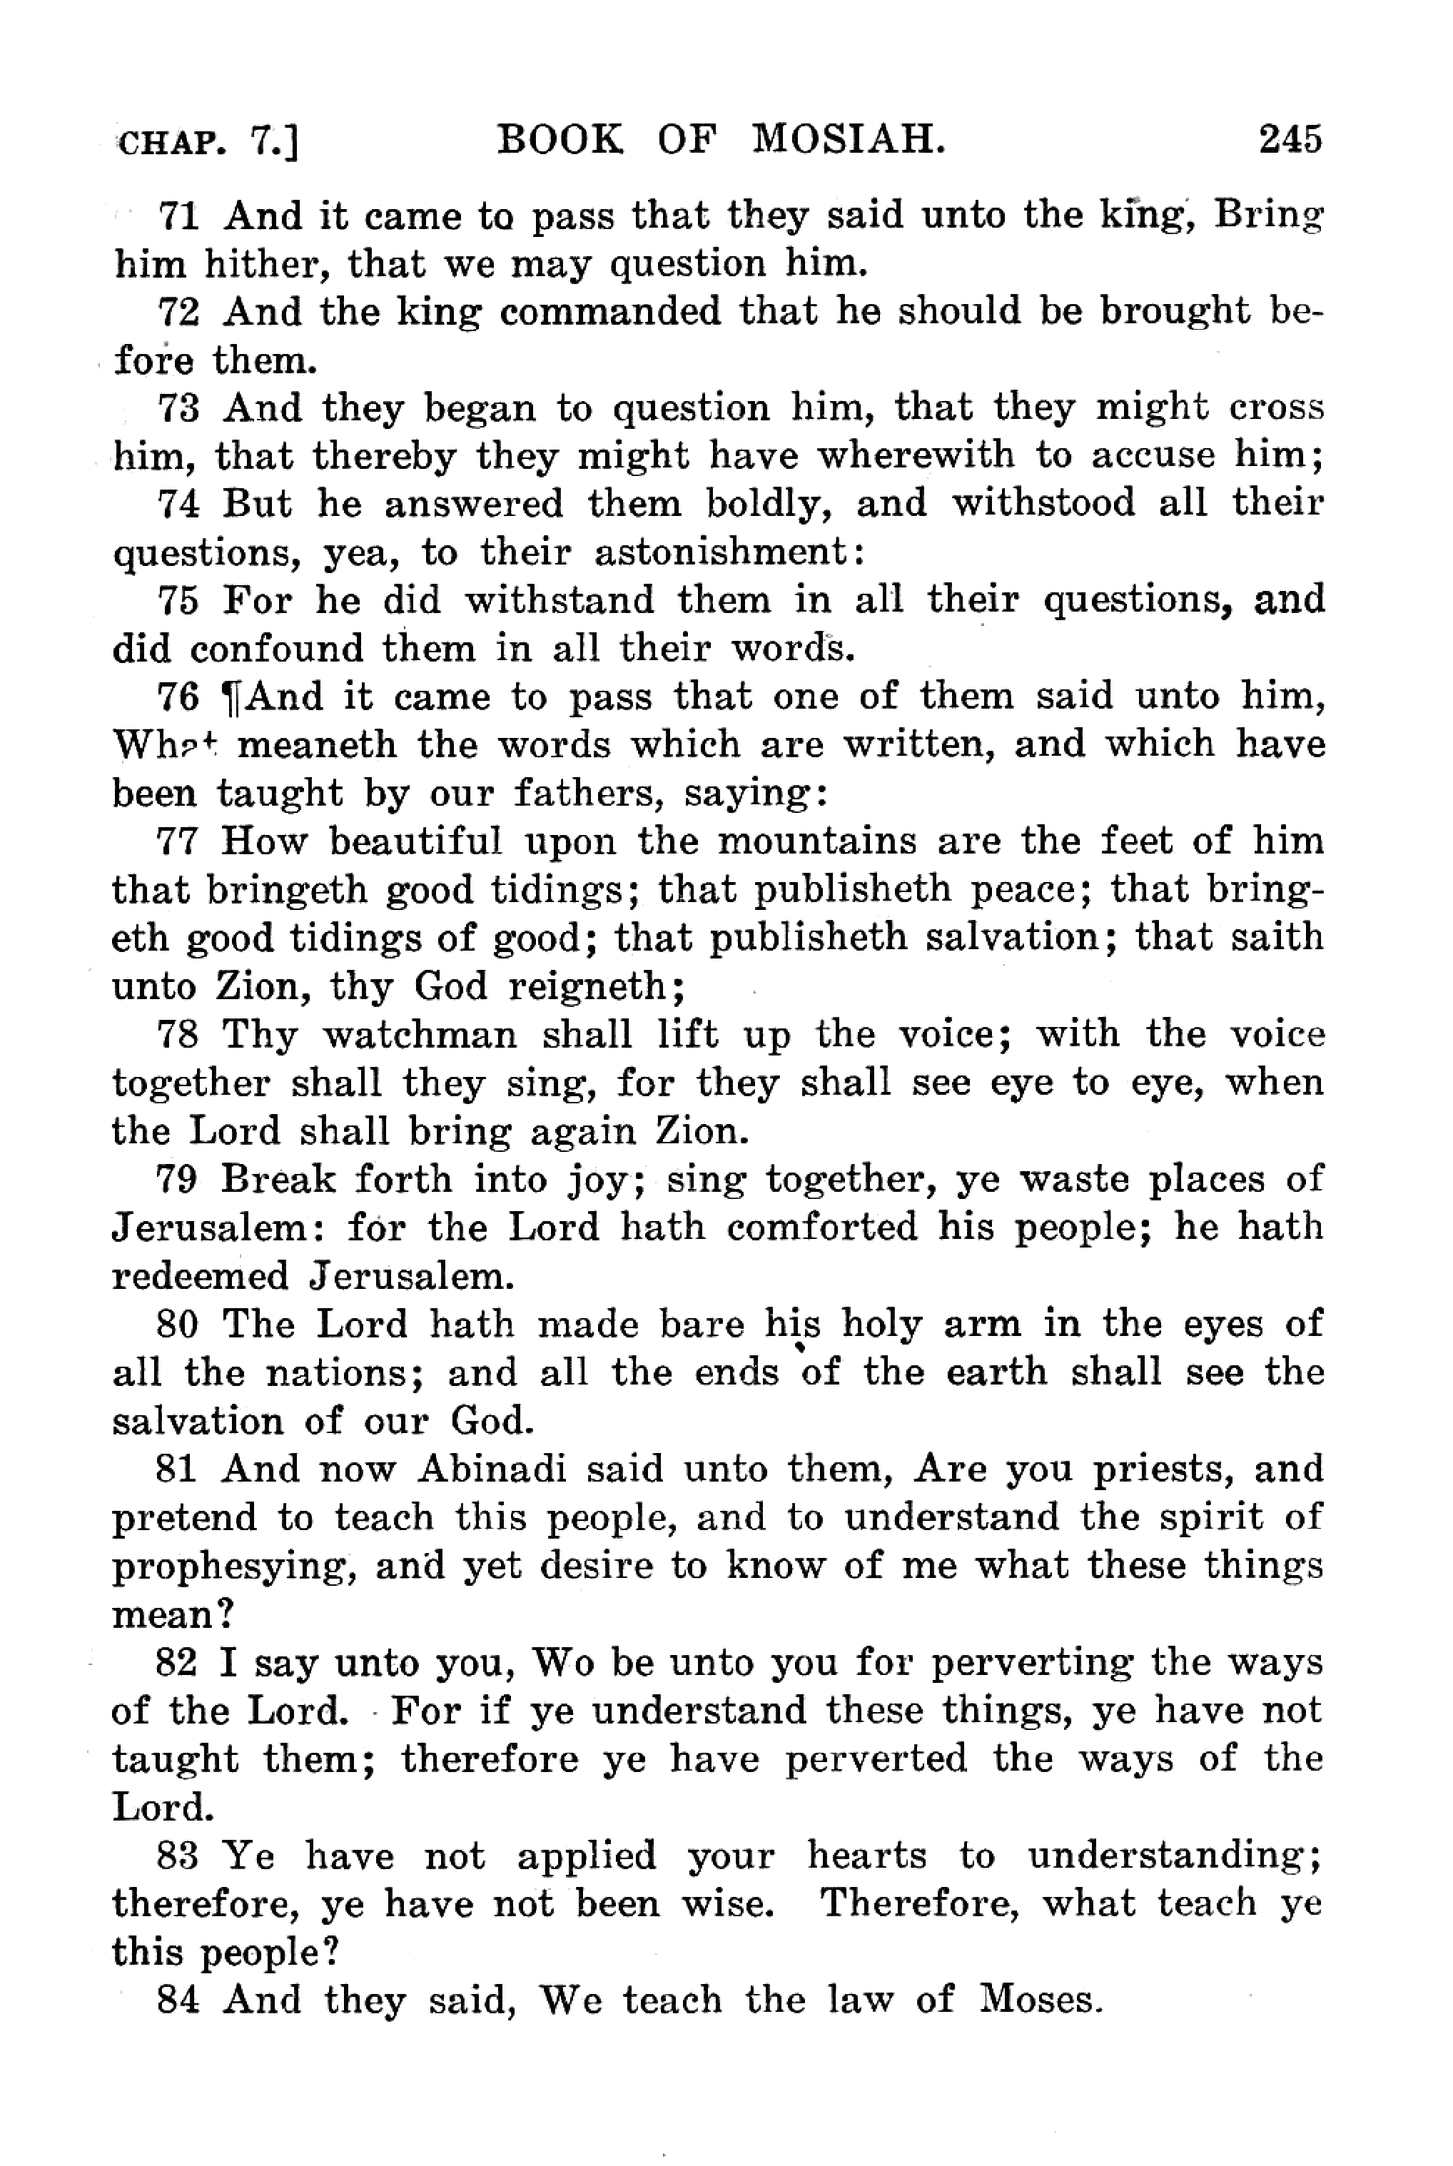 CHAP. 7.] BOOK OF MOSIAH. 245
71 And it came to pass that they said unto the king, Bring
him hither, that we may question him.
72 And the king commanded that he should be brought be-
fore them.
73 And they began to question him, that they might cross
him, that thereby they might have wherewith to accuse him;
74 But he answered them boldly, and withstood all their
questions, yea, to their astonishment:
75 For he did withstand them in all their questions, and
did confound them in all their words.
76 ¶And it came to pass that one of them said unto him,
What meaneth the words which are written, and which have
been taught by our fathers, saying:
77 How beautiful upon the mountains are the feet of him
that bringeth good tidings; that publisheth peace; that bring-
eth good tidings of good; that publisheth salvation; that saith
unto Zion, thy God reigneth;
78 Thy watchman shall lift up the voice; with the voice
together shall they sing, for they shall see eye to eye, when
the Lord shall bring again Zion.
79 Break forth into joy; sing together, ye waste places of
Jerusalem: for the Lord hath comforted his people; he hath
redeemed Jerusalem.
80 The Lord hath made bare his holy arm in the eyes of
all the nations; and all the ends of the earth shall see the
salvation of our God.
81 And now Abinadi said unto them, Are you priests, and
pretend to teach this people, and to understand the spirit of
prophesying, and yet desire to know of me what these things
mean?
82 I say unto you, Wo be unto you for perverting the ways
of the Lord. For if ye understand these things, ye have not
taught them; therefore ye have perverted the ways of the
Lord.
83 Ye have not applied your hearts to understanding;
therefore, ye have not been wise. Therefore, what teach ye
this people?
84 And they said, We teach the law of Moses.